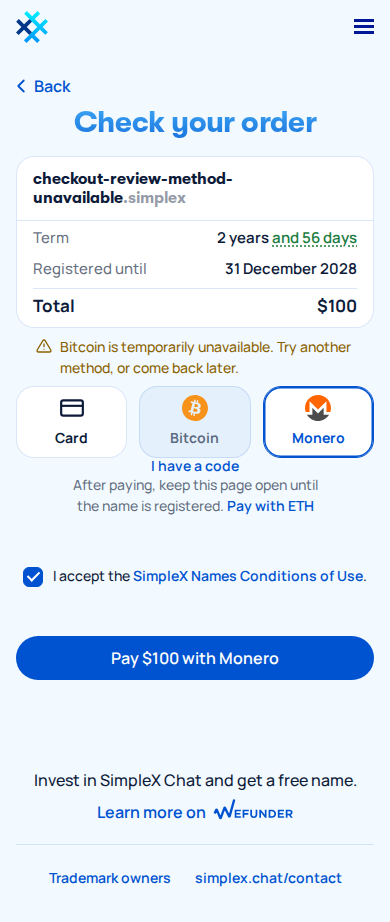 Back
Check your order
checkout-review-method-
unavailable.simplex
Term 2 years and 56 days
Registered until 31 December 2028
Total $100
Bitcoin is temporarily unavailable. Try another
method, or come back later.
Card Bitcoin Monero
I have a code
After paying, keep this page open until
the name is registered. Pay with ETH
I accept the SimpleX Names Conditions of Use.
Pay $100 with Monero
Invest in SimpleX Chat and get a free name.
Learn more on WEFUNDER
Trademark owners simplex.chat/contact